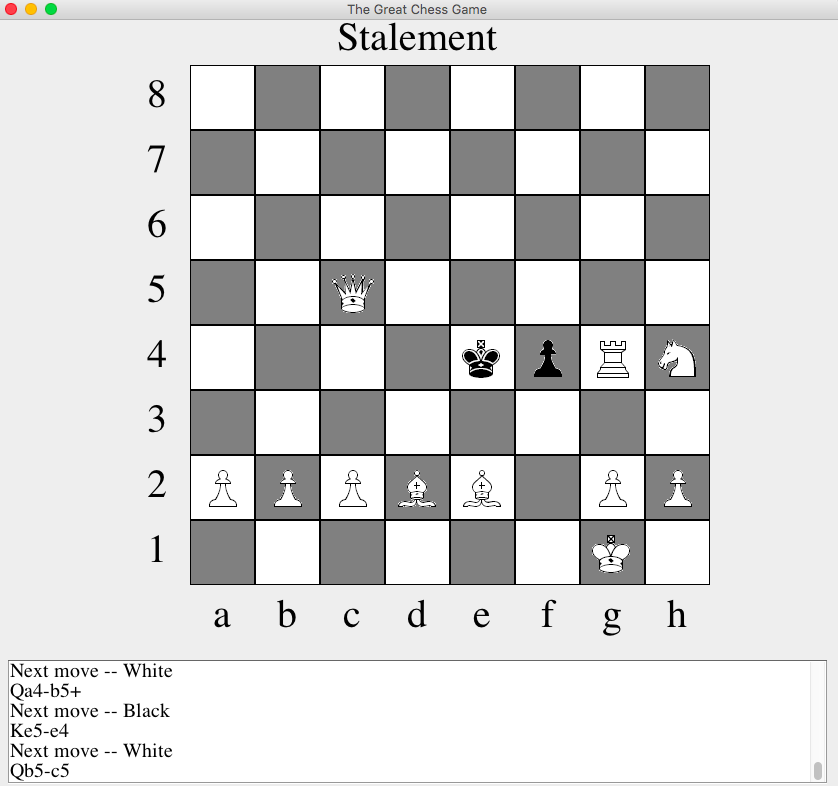 The Great Chess Game
Stalement
8
7
6
5
4
3
2
1
a b c d e f g h
Next move -- White
Qa4-b5+
Next move -- Black
Ke5-e4
Next move -- White
Qb5-c5